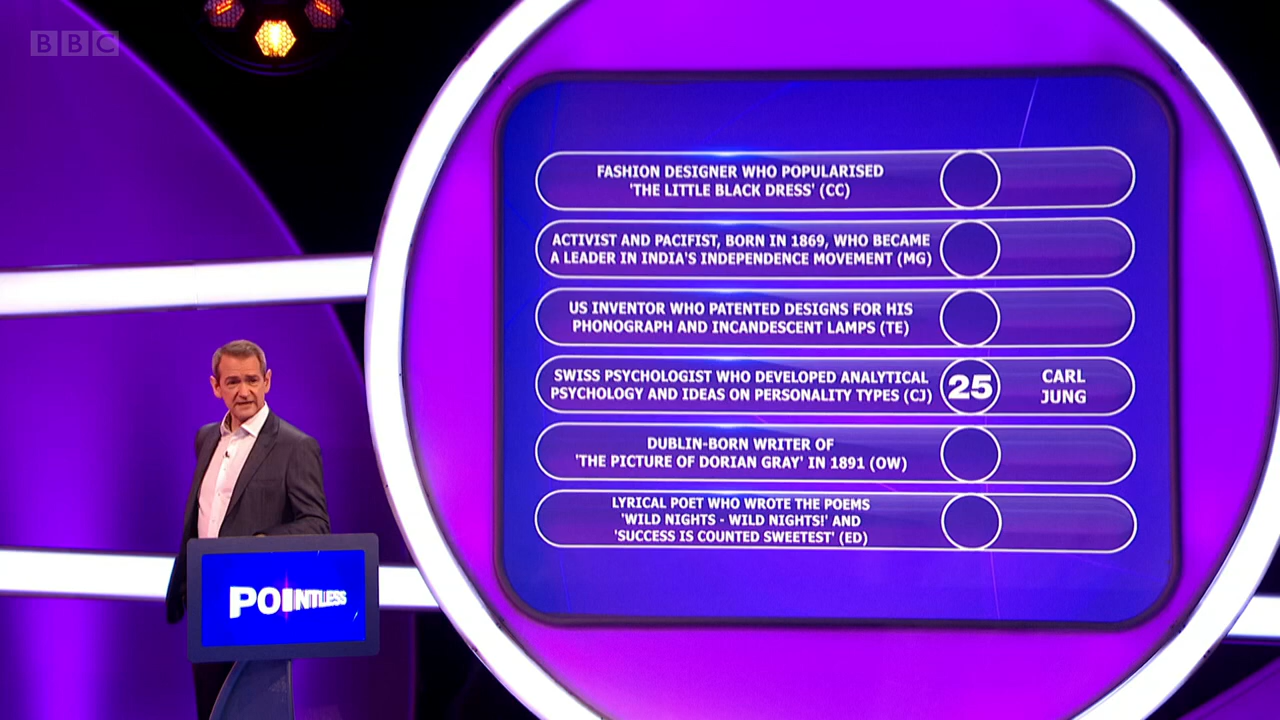 BBC
FASHION DESIGNER WHO POPULARISED
'THE LITTLE BLACK DRESS' (CC)
ACTIVIST AND PACIFIST, BORN IN 1869, WHO BECAME
A LEADER IN INDIA'S INDEPENDENCE MOVEMENT (MG)
US INVENTOR WHO PATENTED DESIGNS FOR HIS
PHONOGRAPH AND INCANDESCENT LAMPS (TE)
SWISS PSYCHOLOGIST WHO DEVELOPED ANALYTICAL
PSYCHOLOGY AND IDEAS ON PERSONALITY TYPES (CJ)
25
CARL
JUNG
DUBLIN-BORN WRITER OF
'THE PICTURE OF DORIAN GRAY' IN 1891 (OW)
LYRICAL POET WHO WROTE THE POEMS
'WILD NIGHTS - WILD NIGHTS!' AND
'SUCCESS IS COUNTED SWEETEST' (ED)
POINTLESS